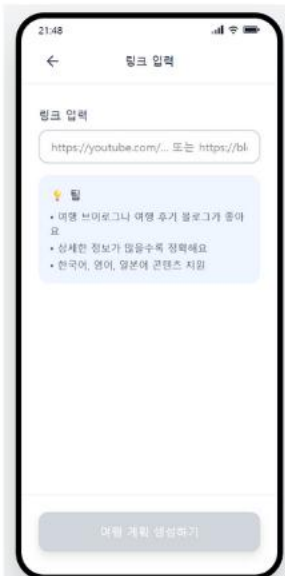 21:48
링크 입력
링크 입력
https://youtube.com/... 또는 https://bl
팁
• 여행 브이로그나 여행 후기 블로그가 좋아
요
• 상세한 정보가 많을수록 정확해요
• 한국어, 영어, 일본어 콘텐츠 지원
여행 계획 생성하기